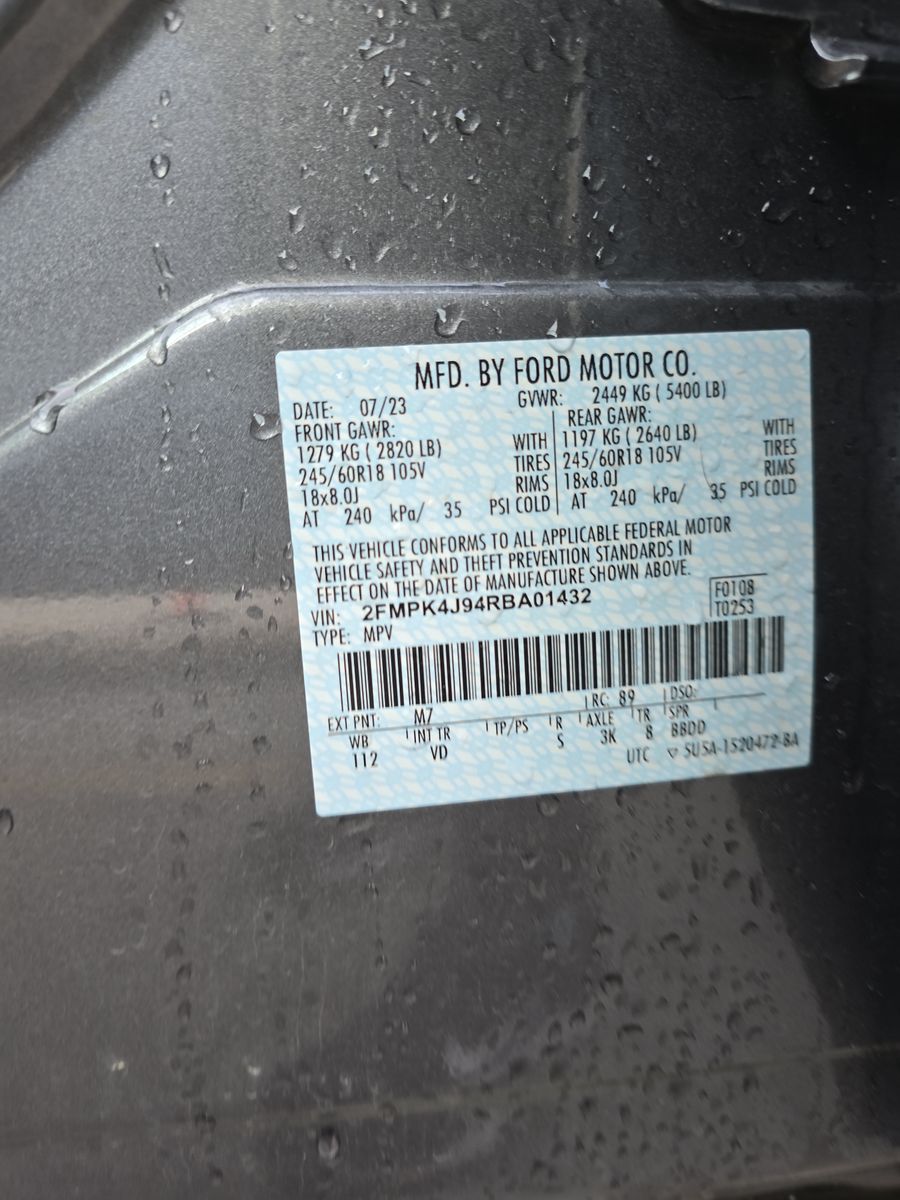 MFD. BY FORD MOTOR CO.
DATE: 07/23 GVWR: 2449 KG ( 5400 LB)
FRONT GAWR: REAR GAWR:
1279 KG ( 2820 LB) WITH 1197 KG ( 2640 LB) WITH
245/60R18 105V TIRES 245/60R18 105V TIRES
18x8.0J RIMS 18x8.0J RIMS
AT 240 kPa/ 35 PSI COLD AT 240 kPa/ 35 PSI COLD
THIS VEHICLE CONFORMS TO ALL APPLICABLE FEDERAL MOTOR
VEHICLE SAFETY AND THEFT PREVENTION STANDARDS IN
EFFECT ON THE DATE OF MANUFACTURE SHOWN ABOVE.
VIN: 2FMPK4J94RBA01432 F0108
TYPE: MPV T0253
EXT PNT: M7 RC: 89 DSO:
WB INT TR TP/PS R AXLE TR SPR
112 VD S 3K 8 BBDD
UTC ▽ 5U5A-1520472-BA